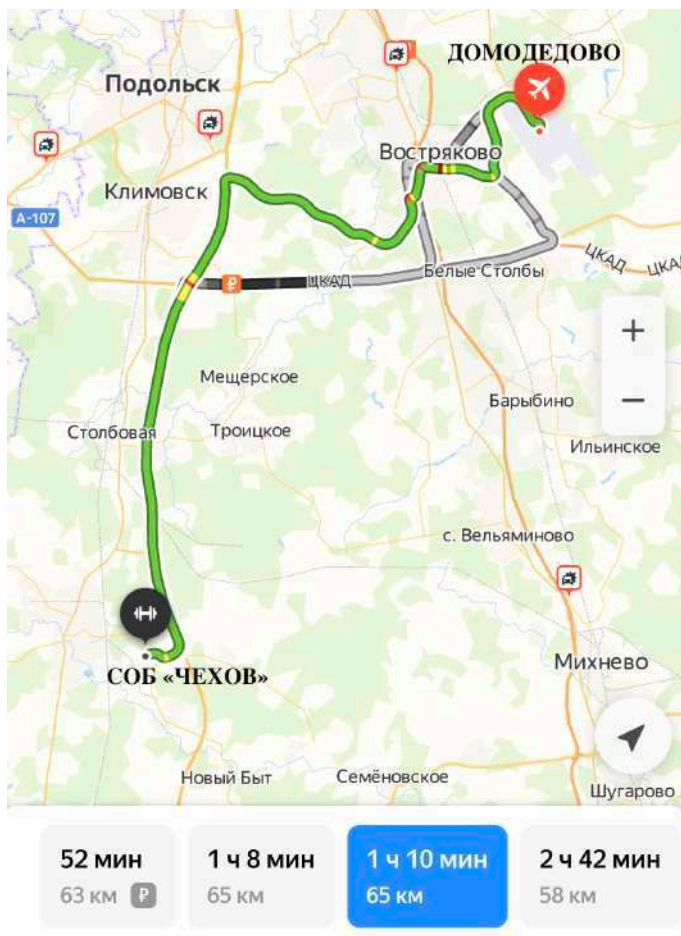 ДОМОДЕДОВО
Подольск
Востряково
Климовск
А-107
ЦКАД
ЦКАД
Белые Столбы
₽
ЦКАД
+
Мещерское
−
Барыбино
Столбовая
Троицкое
Ильинское
с. Вельяминово
Михнево
СОБ «ЧЕХОВ»
Новый Быт
Семёновское
Шугарово
52 мин
63 км ₽
1 ч 8 мин
65 км
1 ч 10 мин
65 км
2 ч 42 мин
58 км